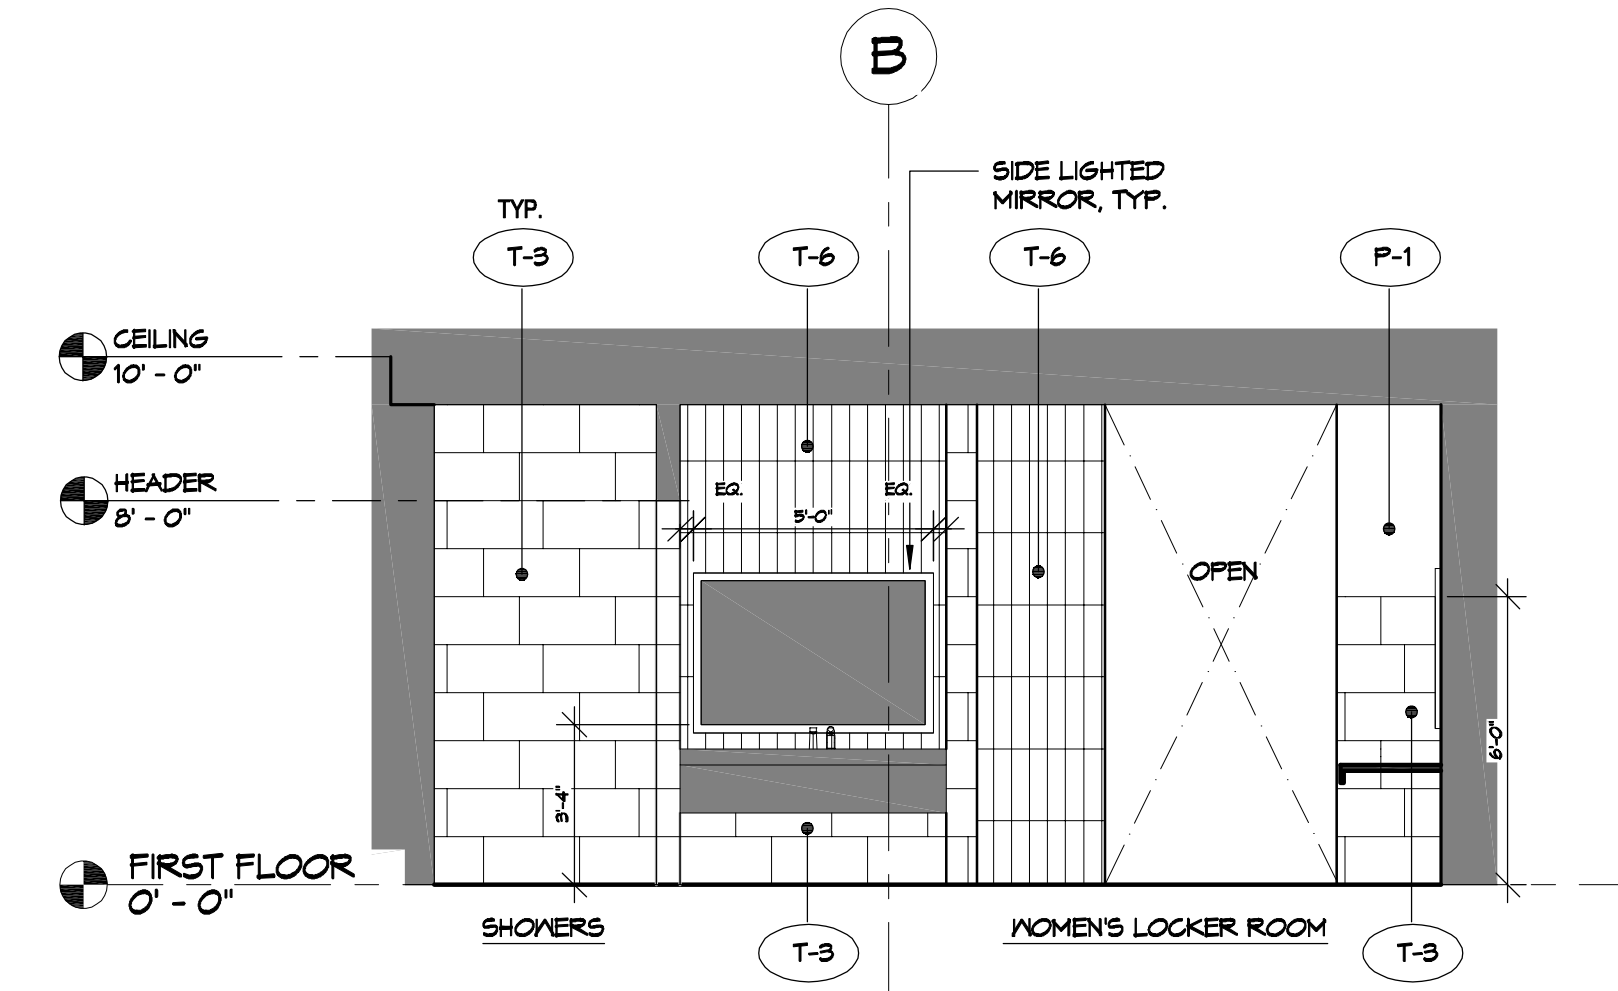 B
SIDE LIGHTED
MIRROR, TYP.
TYP.
T-3
T-6
T-6
P-1
CEILING
10' - 0"
HEADER
8' - 0"
EQ.
EQ.
5'-0"
OPEN
6'-0"
3'-4"
FIRST FLOOR
0' - 0"
SHOWERS
WOMEN'S LOCKER ROOM
T-3
T-3